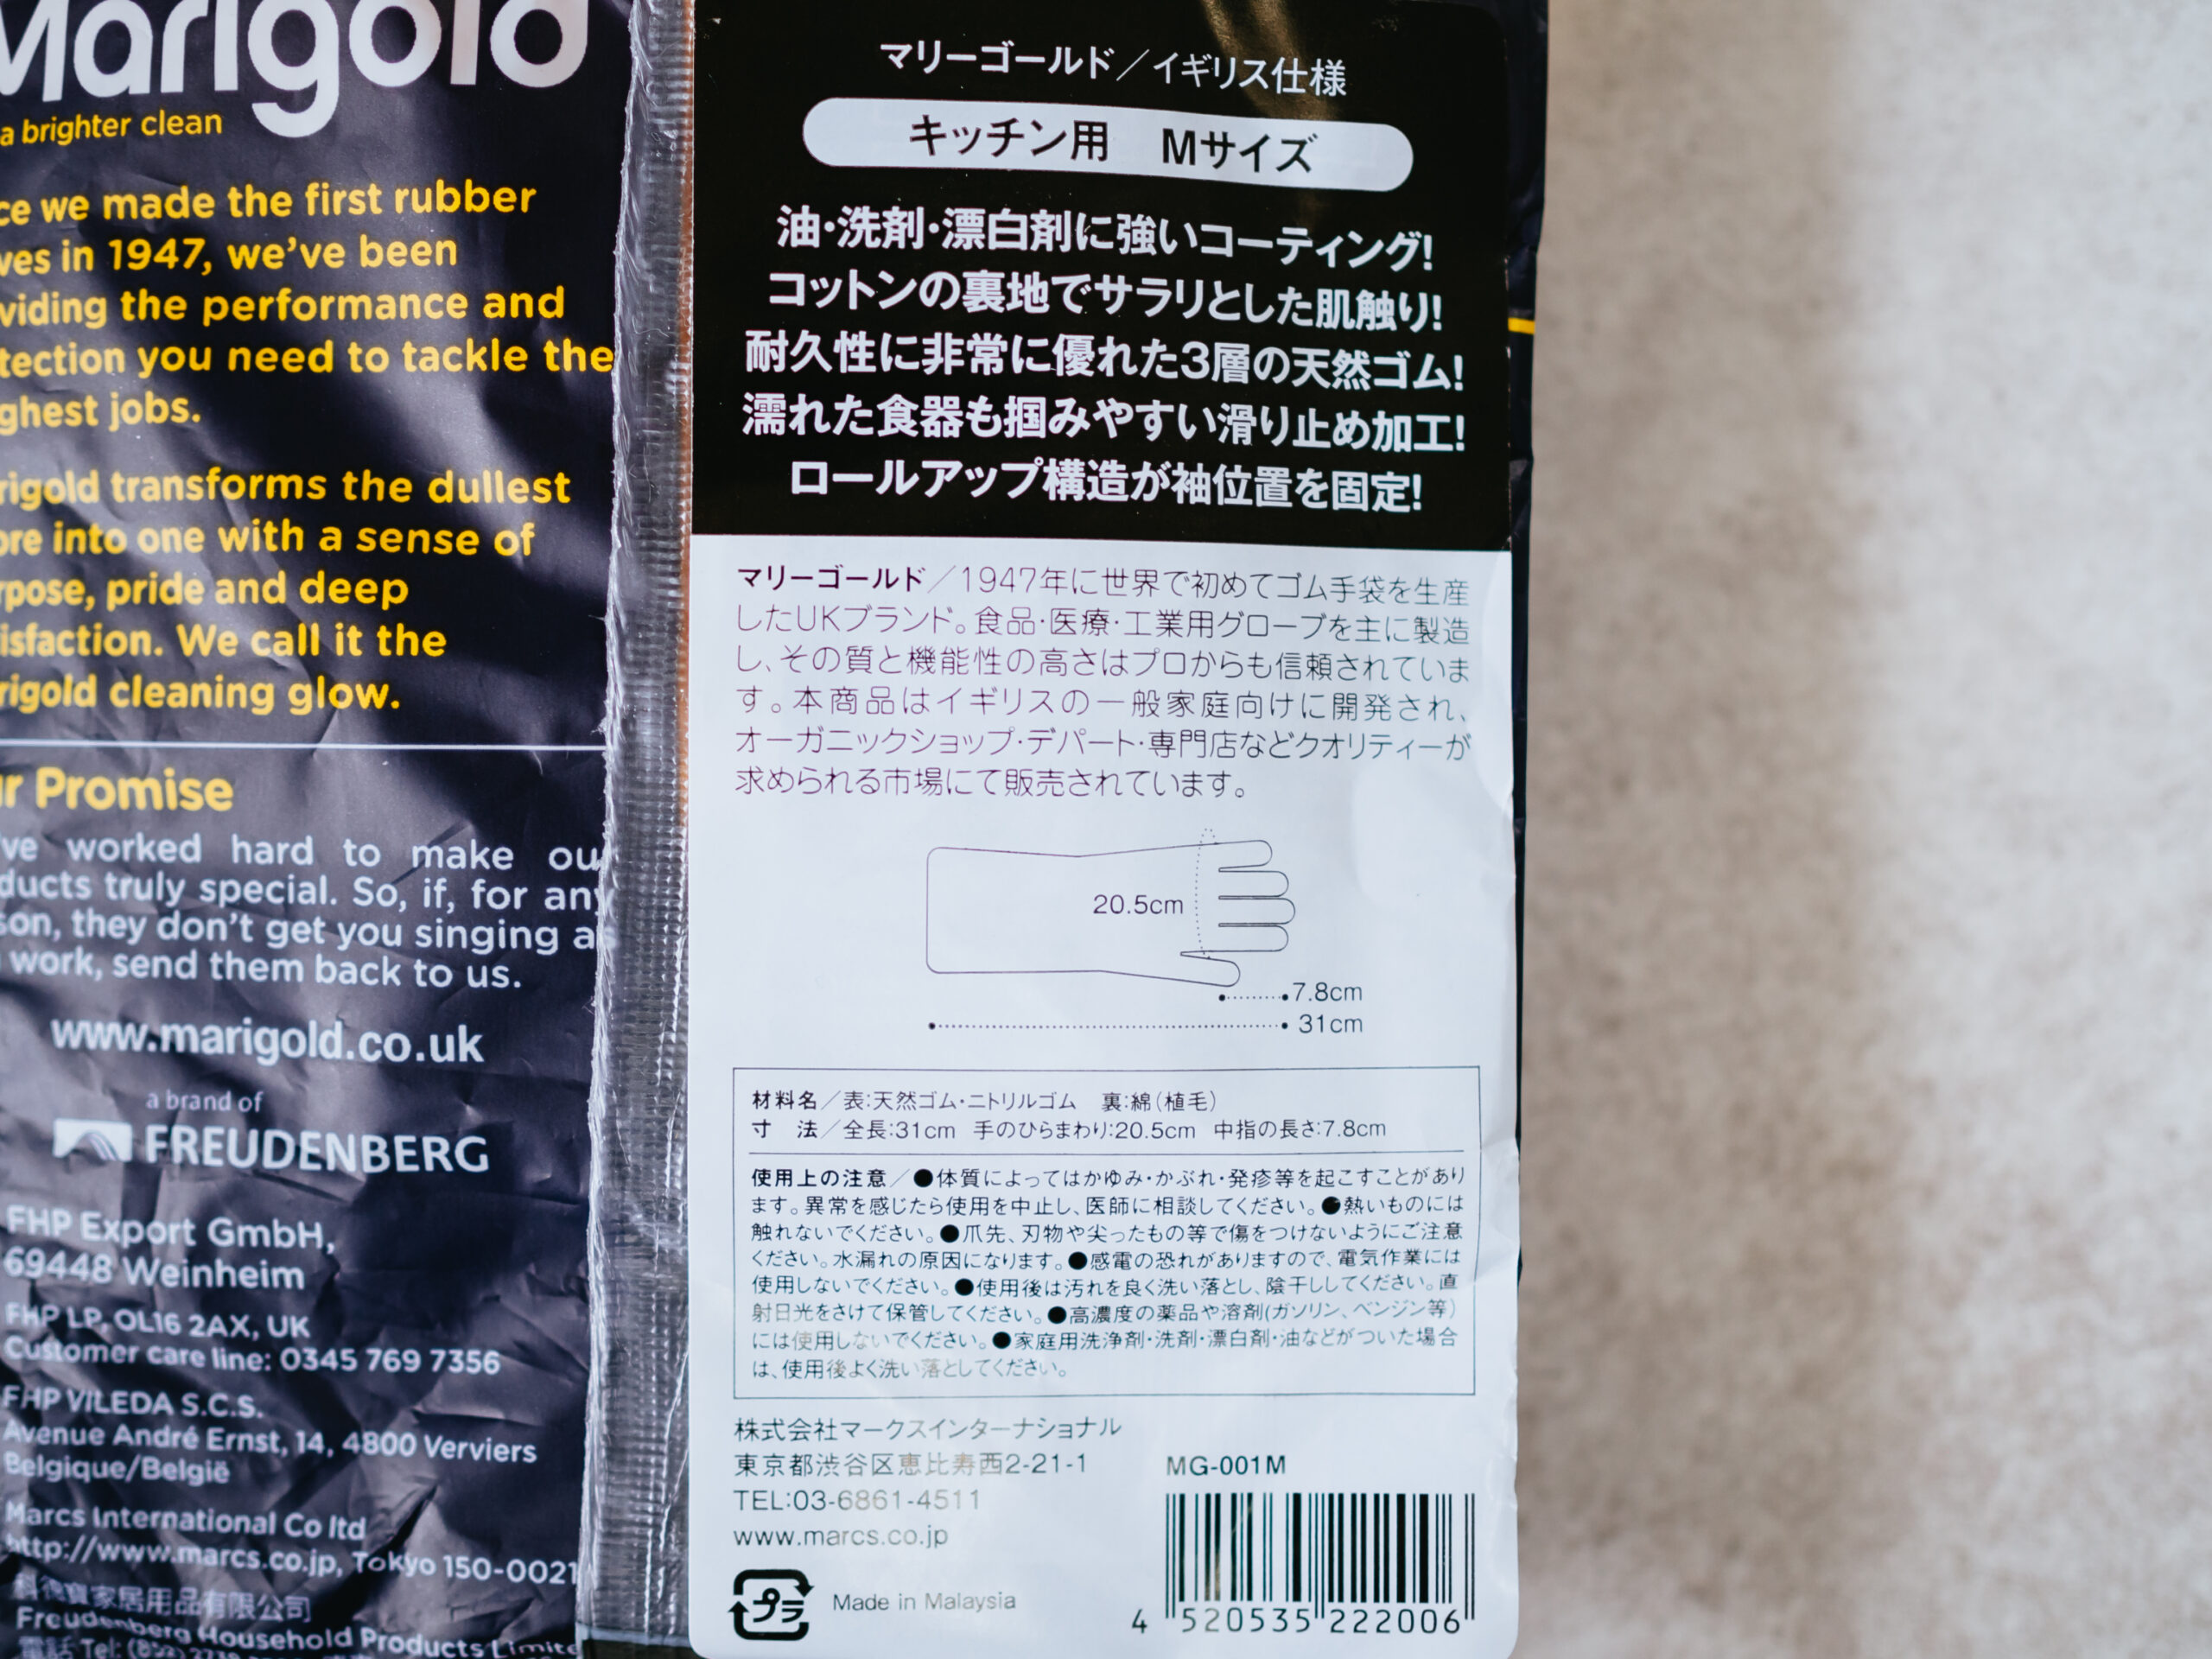 Marigold
a brighter clean
we made the first rubber
in 1947, we've been
the performance and
you need to tackle the
jobs.
transforms the dullest
into one with a sense of
pride and deep
We call it the
cleaning glow.
Promise
worked hard to make
truly special. So, if, for any
they don't get you singing
work, send them back to us.
www.marigold.co.uk
a brand of
FREUDENBERG
FHP Export GmbH,
69448 Weinheim
FHP LP, OL16 2AX, UK
Customer care line: 0345 769 7356
FHP VILEDA S.C.S.
Avenue André Ernst, 14, 4800 Verviers
Belgique/België
Marcs International Co ltd
http://www.marcs.co.jp, Tokyo 150-0021
家居用品有限公司
Freudenberg Household Products
電話 Tel:
マリーゴールド／イギリス仕様
キッチン用 Mサイズ
油・洗剤・漂白剤に強いコーティング!
コットンの裏地でサラリとした肌触り!
耐久性に非常に優れた3層の天然ゴム!
濡れた食器も掴みやすい滑り止め加工!
ロールアップ構造が袖位置を固定!
マリーゴールド／1947年に世界で初めてゴム手袋を生産
したUKブランド。食品・医療・工業用グローブを主に製造
し、その質と機能性の高さはプロからも信頼されていま
す。本商品はイギリスの一般家庭向けに開発され、
オーガニックショップ・デパート・専門店などクオリティーが
求められる市場にて販売されています。
20.5cm
7.8cm
31cm
材料名／表:天然ゴム・ニトリルゴム 裏:綿(植毛)
寸 法／全長:31cm 手のひらまわり:20.5cm 中指の長さ:7.8cm
使用上の注意／●体質によってはかゆみ・かぶれ・発疹等を起こすことがあり
ます。異常を感じたら使用を中止し、医師に相談してください。●熱いものには
触れないでください。●爪先、刃物や尖ったもの等で傷をつけないようにご注意
ください。水漏れの原因になります。●感電の恐れがありますので、電気作業には
使用しないでください。●使用後は汚れを良く洗い落とし、陰干ししてください。直
射日光をさけて保管してください。●高濃度の薬品や溶剤(ガソリン、ベンジン等)
には使用しないでください。●家庭用洗浄剤・洗剤・漂白剤・油などがついた場合
は、使用後よく洗い落としてください。
株式会社マークスインターナショナル
東京都渋谷区恵比寿西2-21-1
TEL:03-6861-4511
www.marcs.co.jp
MG-001M
プラ
Made in Malaysia
4 520535 222006